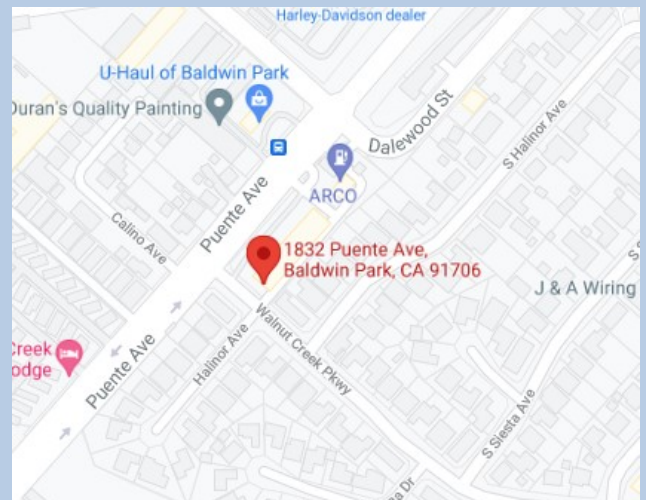 Harley-Davidson dealer
U-Haul of Baldwin Park
Duran's Quality Painting
Dalewood St
S Halinor Ave
ARCO
Puente Ave
Calino Ave
1832 Puente Ave,
Baldwin Park, CA 91706
J & A Wiring
Walnut Creek Pkwy
Halinor Ave
Creek
odge
Puente Ave
S Siesta Ave
Dr